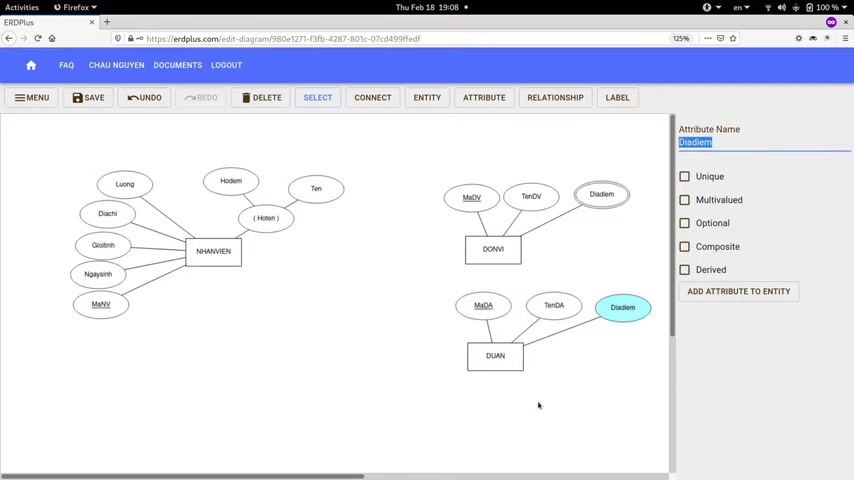 Activities
Firefox
Thu Feb 18 19:08
en
100 %
ERDPlus
https://erdplus.com/edit-diagram/980e1271-f3fb-4287-801c-07cd499ffedf
125%
FAQ
CHAU NGUYEN
DOCUMENTS
LOGOUT
MENU
SAVE
UNDO
REDO
DELETE
SELECT
CONNECT
ENTITY
ATTRIBUTE
RELATIONSHIP
LABEL
Attribute Name
Diadiem
Unique
Multivalued
Optional
Composite
Derived
ADD ATTRIBUTE TO ENTITY
Luong
Hodem
Ten
Diachi
( Hoten )
Gioitinh
NHANVIEN
Ngaysinh
MaNV
MaDV
TenDV
Diadiem
DONVI
MaDA
TenDA
Diadiem
DUAN